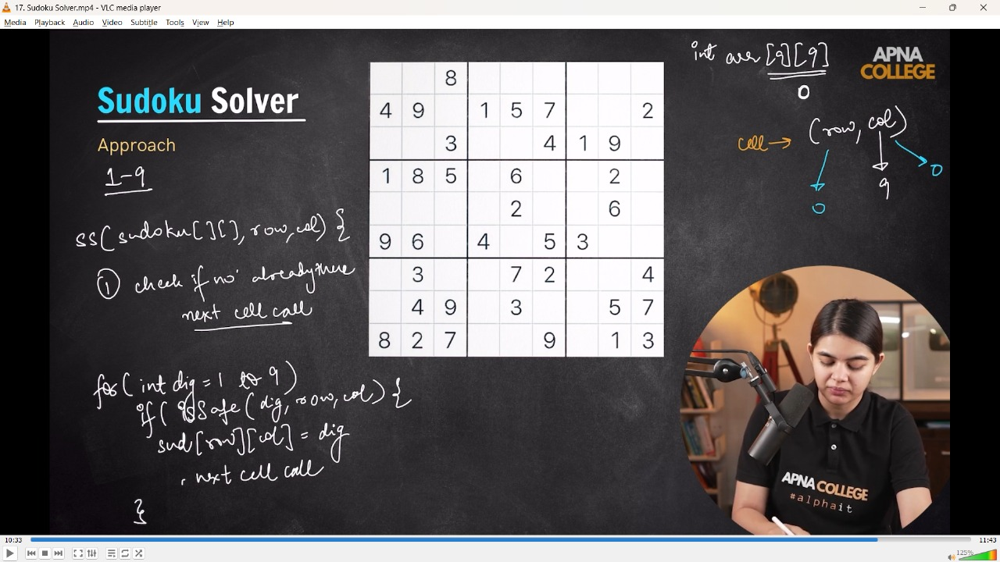 17. Sudoku Solver.mp4 - VLC media player
Media Playback Audio Video Subtitle Tools View Help
int arr [9][9]
0
APNA
COLLEGE
Sudoku Solver
Approach
1-9
cell → (row, col)
0 9 0
8
4 9 1 5 7 2
3 4 1 9
1 8 5 6 2
2 6
9 6 4 5 3
3 7 2 4
4 9 3 5 7
8 2 7 9 1 3
ss(sudoku[][], row, col) {
① check if no. already there
next cell call
for( int dig = 1 to 9)
if( isSafe( dig, row, col) {
sud[row][col] = dig
next cell call
}
APNA COLLEGE
#alphait
10:33 11:43
125%